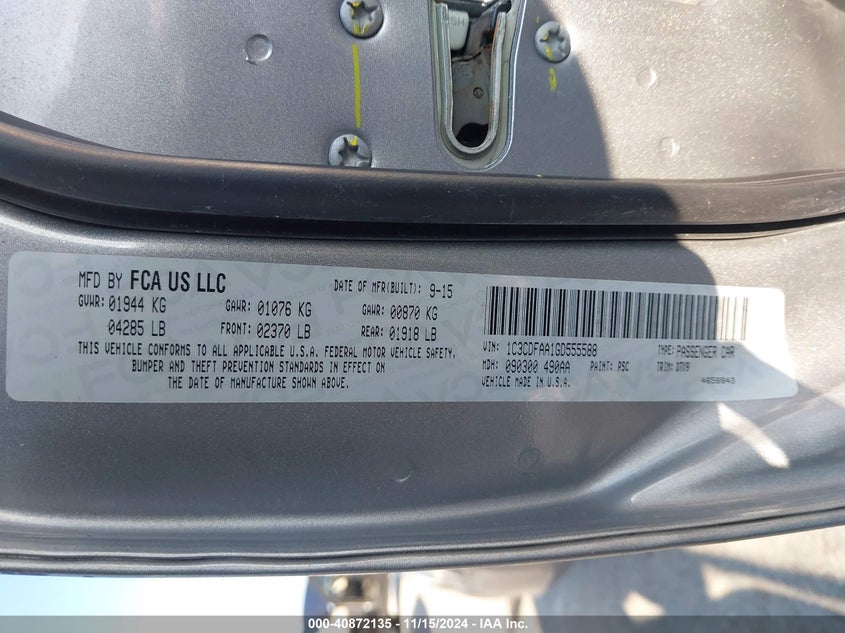 MFD BY FCA US LLC DATE OF MFR(BUILT): 9-15
GVWR: 01944 KG GAWR: 01076 KG GAWR: 00870 KG
04285 LB FRONT: 02370 LB REAR: 01918 LB
THIS VEHICLE CONFORMS TO ALL APPLICABLE U.S.A. FEDERAL MOTOR VEHICLE SAFETY,
BUMPER AND THEFT PREVENTION STANDARDS IN EFFECT ON
THE DATE OF MANUFACTURE SHOWN ABOVE.
VIN: 1C3CDFAA1GD555588 TYPE: PASSENGER CAR
MDH: 090300 490AA PAINT: PSC TRIM: DRX9
VEHICLE MADE IN U.S.A. 4658843
000-40872135 - 11/15/2024 - IAA Inc.